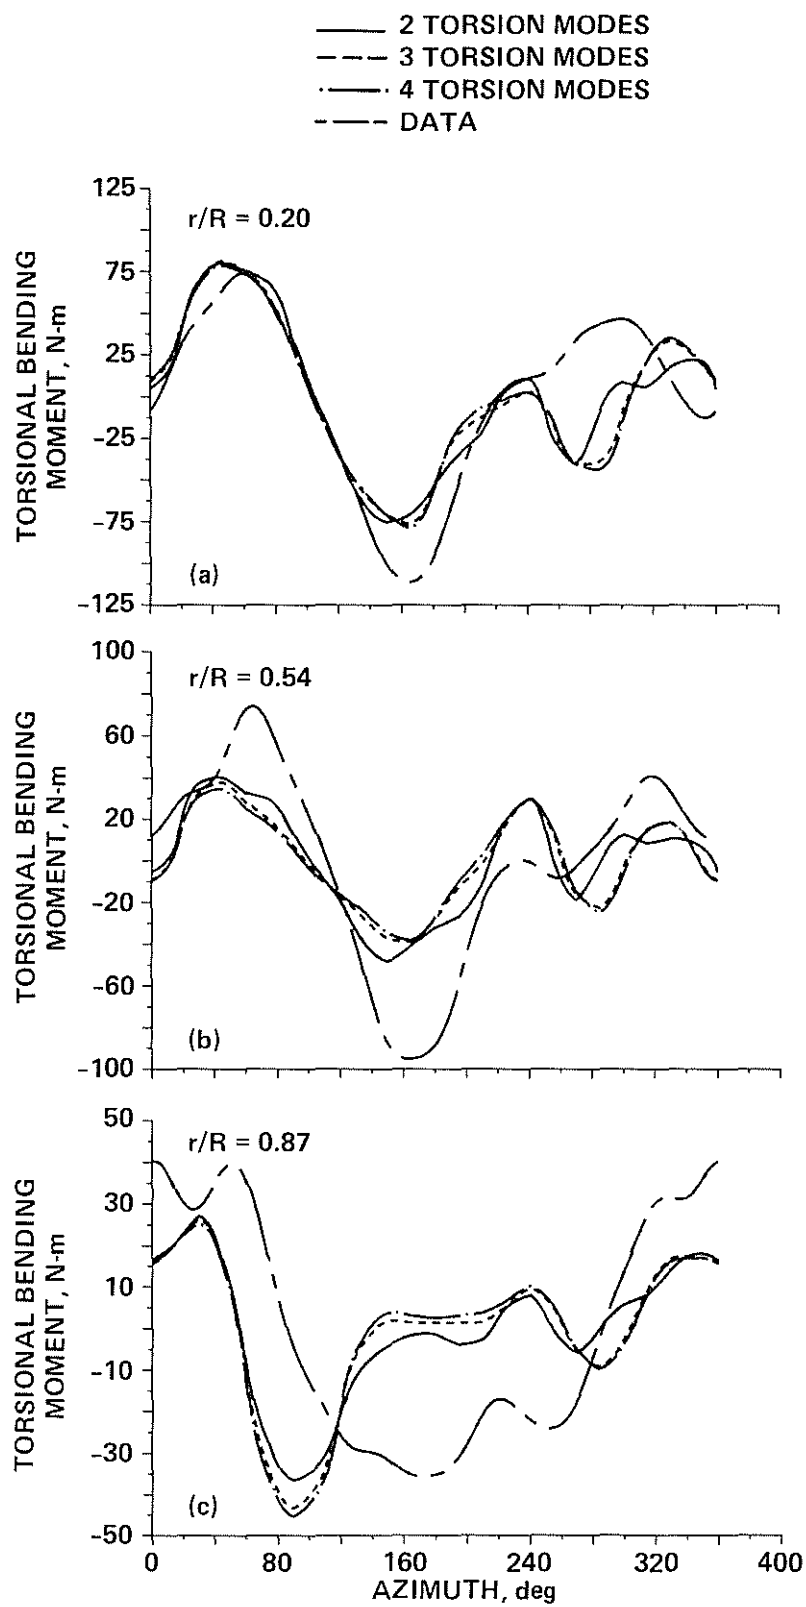 2 TORSION MODES
3 TORSION MODES
4 TORSION MODES
DATA
125
75
25
-25
-75
-125
TORSIONAL BENDING
MOMENT, N-m
r/R = 0.20
(a)
100
60
20
-20
-60
-100
TORSIONAL BENDING
MOMENT, N-m
r/R = 0.54
(b)
50
30
10
-10
-30
-50
TORSIONAL BENDING
MOMENT, N-m
r/R = 0.87
(c)
0 80 160 240 320 400
AZIMUTH, deg